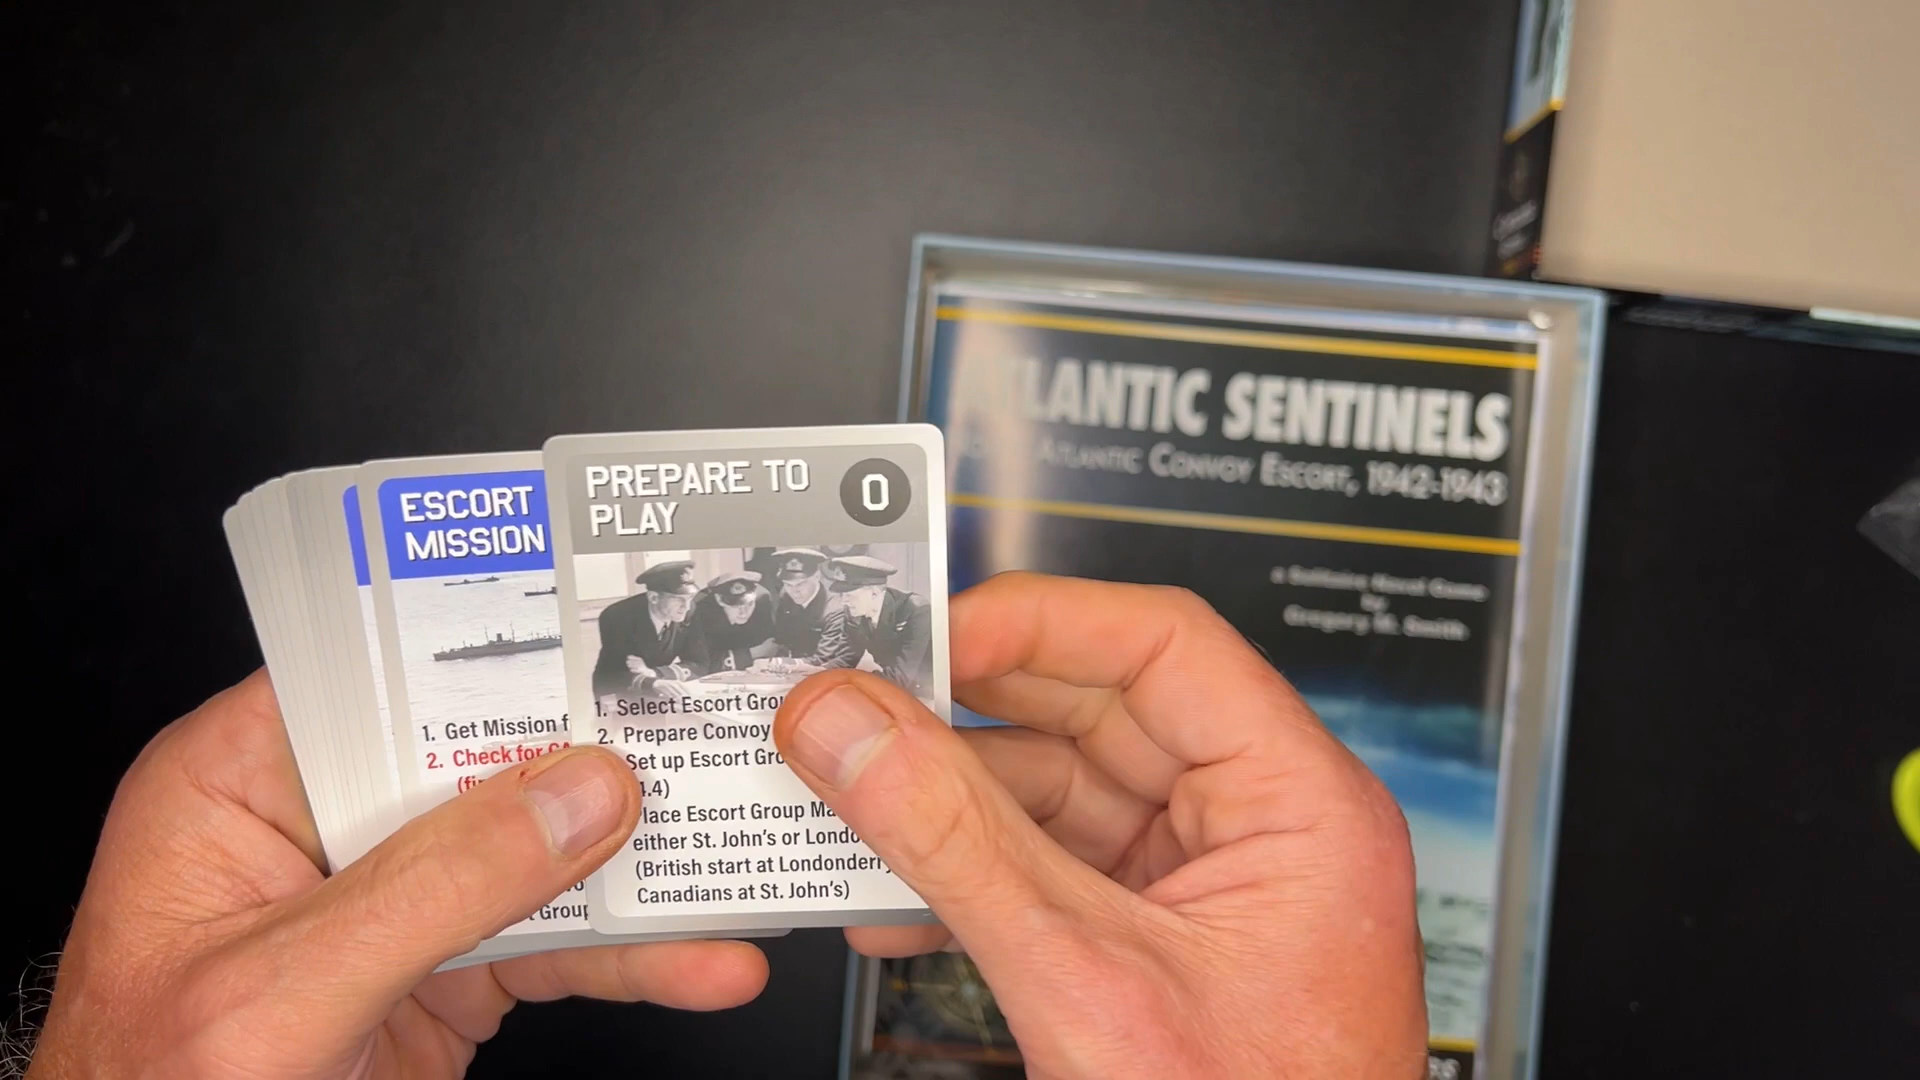 ESCORT
MISSION
1. Get Mission f
2. Check for
(fi
Group
PREPARE TO
PLAY
0
1. Select Escort Grou
2. Prepare Convoy
Set up Escort Gro
4.4)
lace Escort Group Ma
either St. John's or Londo
(British start at Londonderry
Canadians at St. John's)
ATLANTIC SENTINELS
Atlantic Convoy Escort, 1942-1943
a Solitaire Naval Game
by
Gregory M. Smith